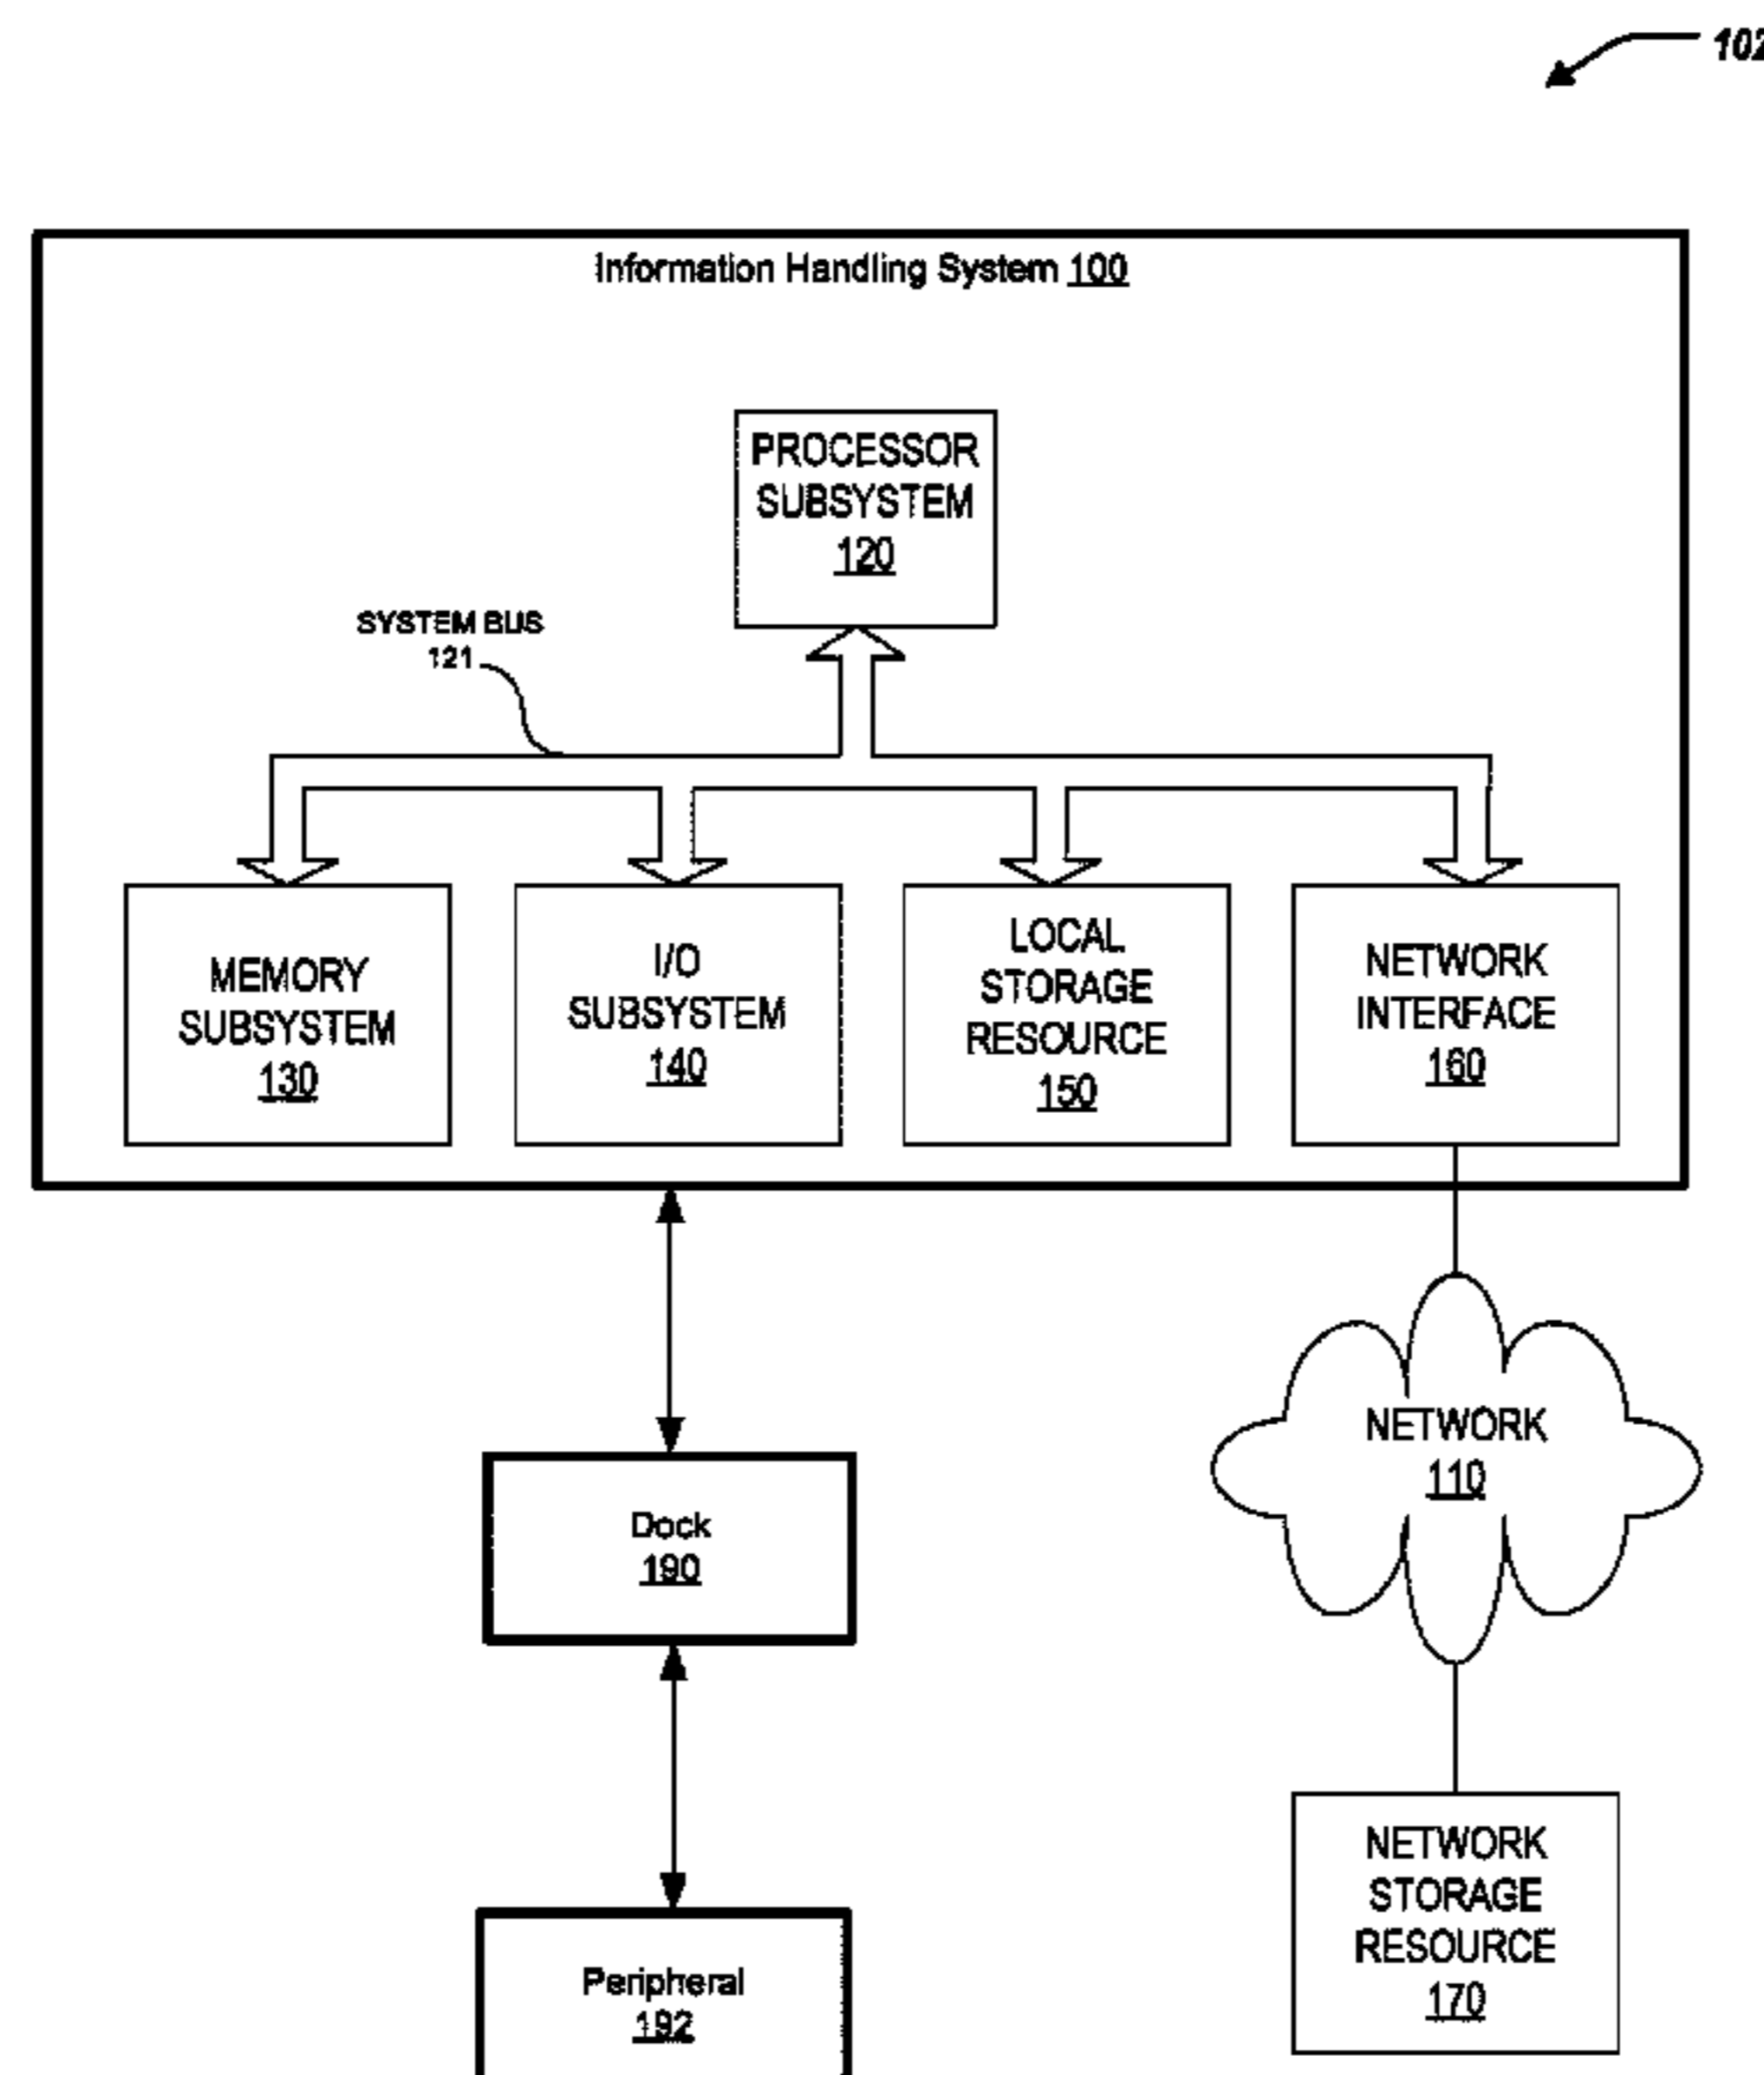 102
Information Handling System 100
PROCESSOR
SUBSYSTEM
120
SYSTEM BUS
121
MEMORY
SUBSYSTEM
130
I/O
SUBSYSTEM
140
LOCAL
STORAGE
RESOURCE
150
NETWORK
INTERFACE
160
NETWORK
110
Dock
190
NETWORK
STORAGE
RESOURCE
170
Peripheral
192